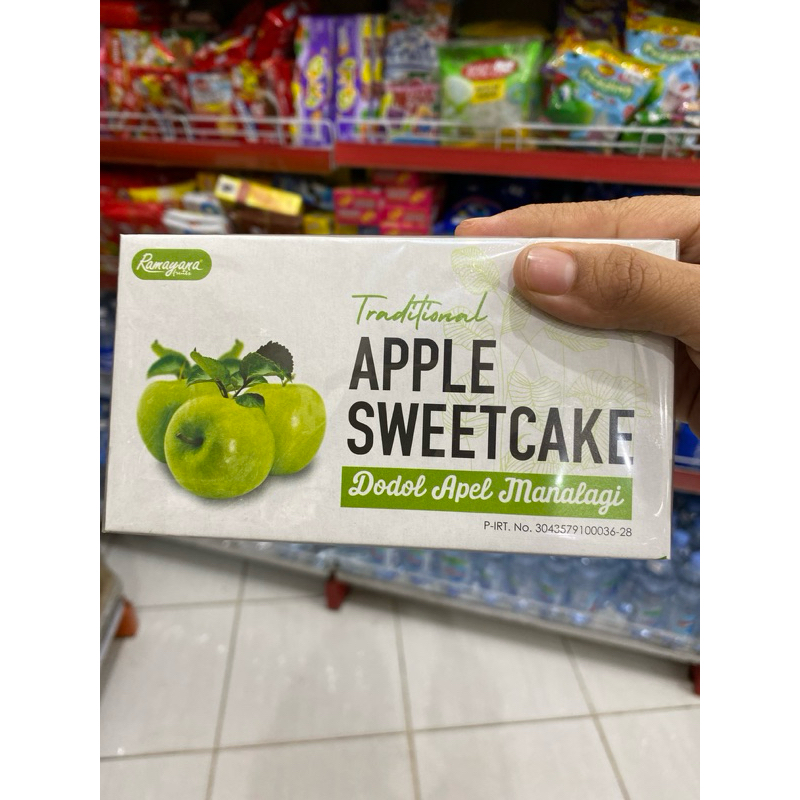 Ramayana
Traditional
APPLE
SWEETCAKE
Dodol Apel Manalagi
P-IRT. No. 3043579100036-28